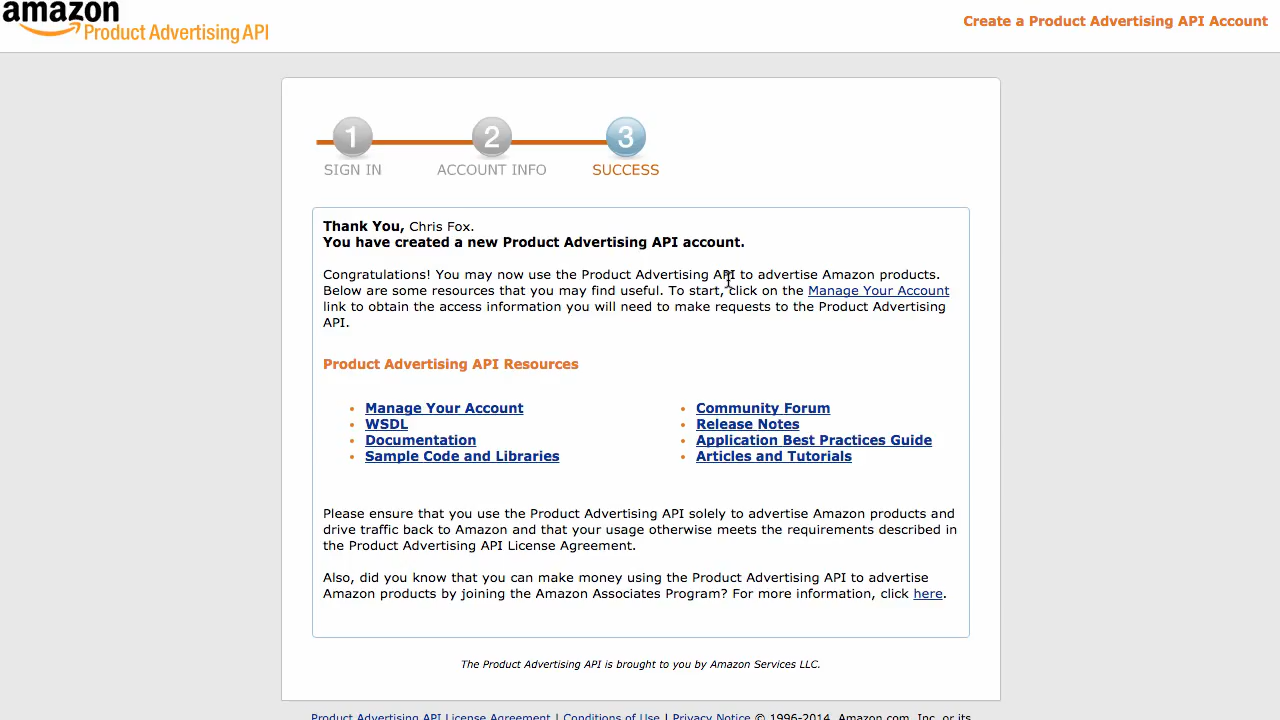 amazon
Product Advertising API
Create a Product Advertising API Account
1 2 3
SIGN IN ACCOUNT INFO SUCCESS
Thank You, Chris Fox.
You have created a new Product Advertising API account.
Congratulations! You may now use the Product Advertising API to advertise Amazon products.
Below are some resources that you may find useful. To start, click on the Manage Your Account
link to obtain the access information you will need to make requests to the Product Advertising
API.
Product Advertising API Resources
• Manage Your Account
• WSDL
• Documentation
• Sample Code and Libraries
• Community Forum
• Release Notes
• Application Best Practices Guide
• Articles and Tutorials
Please ensure that you use the Product Advertising API solely to advertise Amazon products and
drive traffic back to Amazon and that your usage otherwise meets the requirements described in
the Product Advertising API License Agreement.
Also, did you know that you can make money using the Product Advertising API to advertise
Amazon products by joining the Amazon Associates Program? For more information, click here.
The Product Advertising API is brought to you by Amazon Services LLC.
Product Advertising API License Agreement | Conditions of Use | Privacy Notice © 1996-2014, Amazon.com, Inc. or its